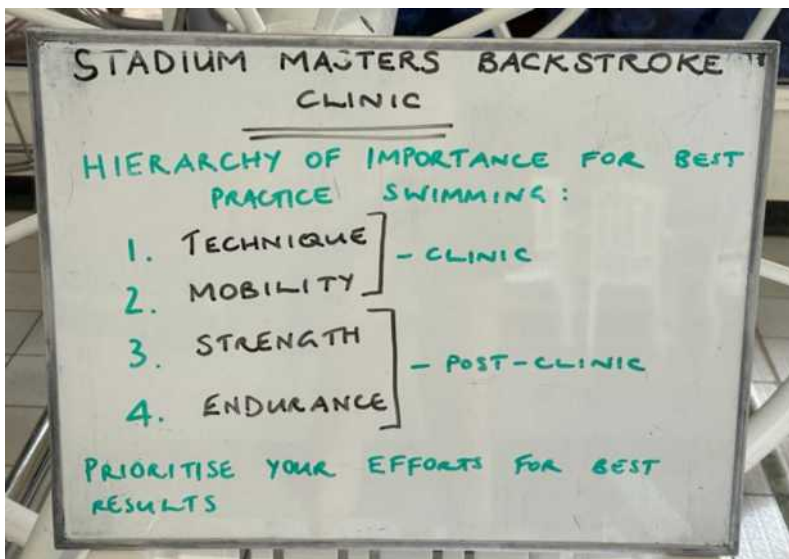 STADIUM MASTERS BACKSTROKE
CLINIC
HIERARCHY OF IMPORTANCE FOR BEST
PRACTICE SWIMMING:
1. TECHNIQUE
- CLINIC
2. MOBILITY
3. STRENGTH
- POST-CLINIC
4. ENDURANCE
PRIORITISE YOUR EFFORTS FOR BEST
RESULTS